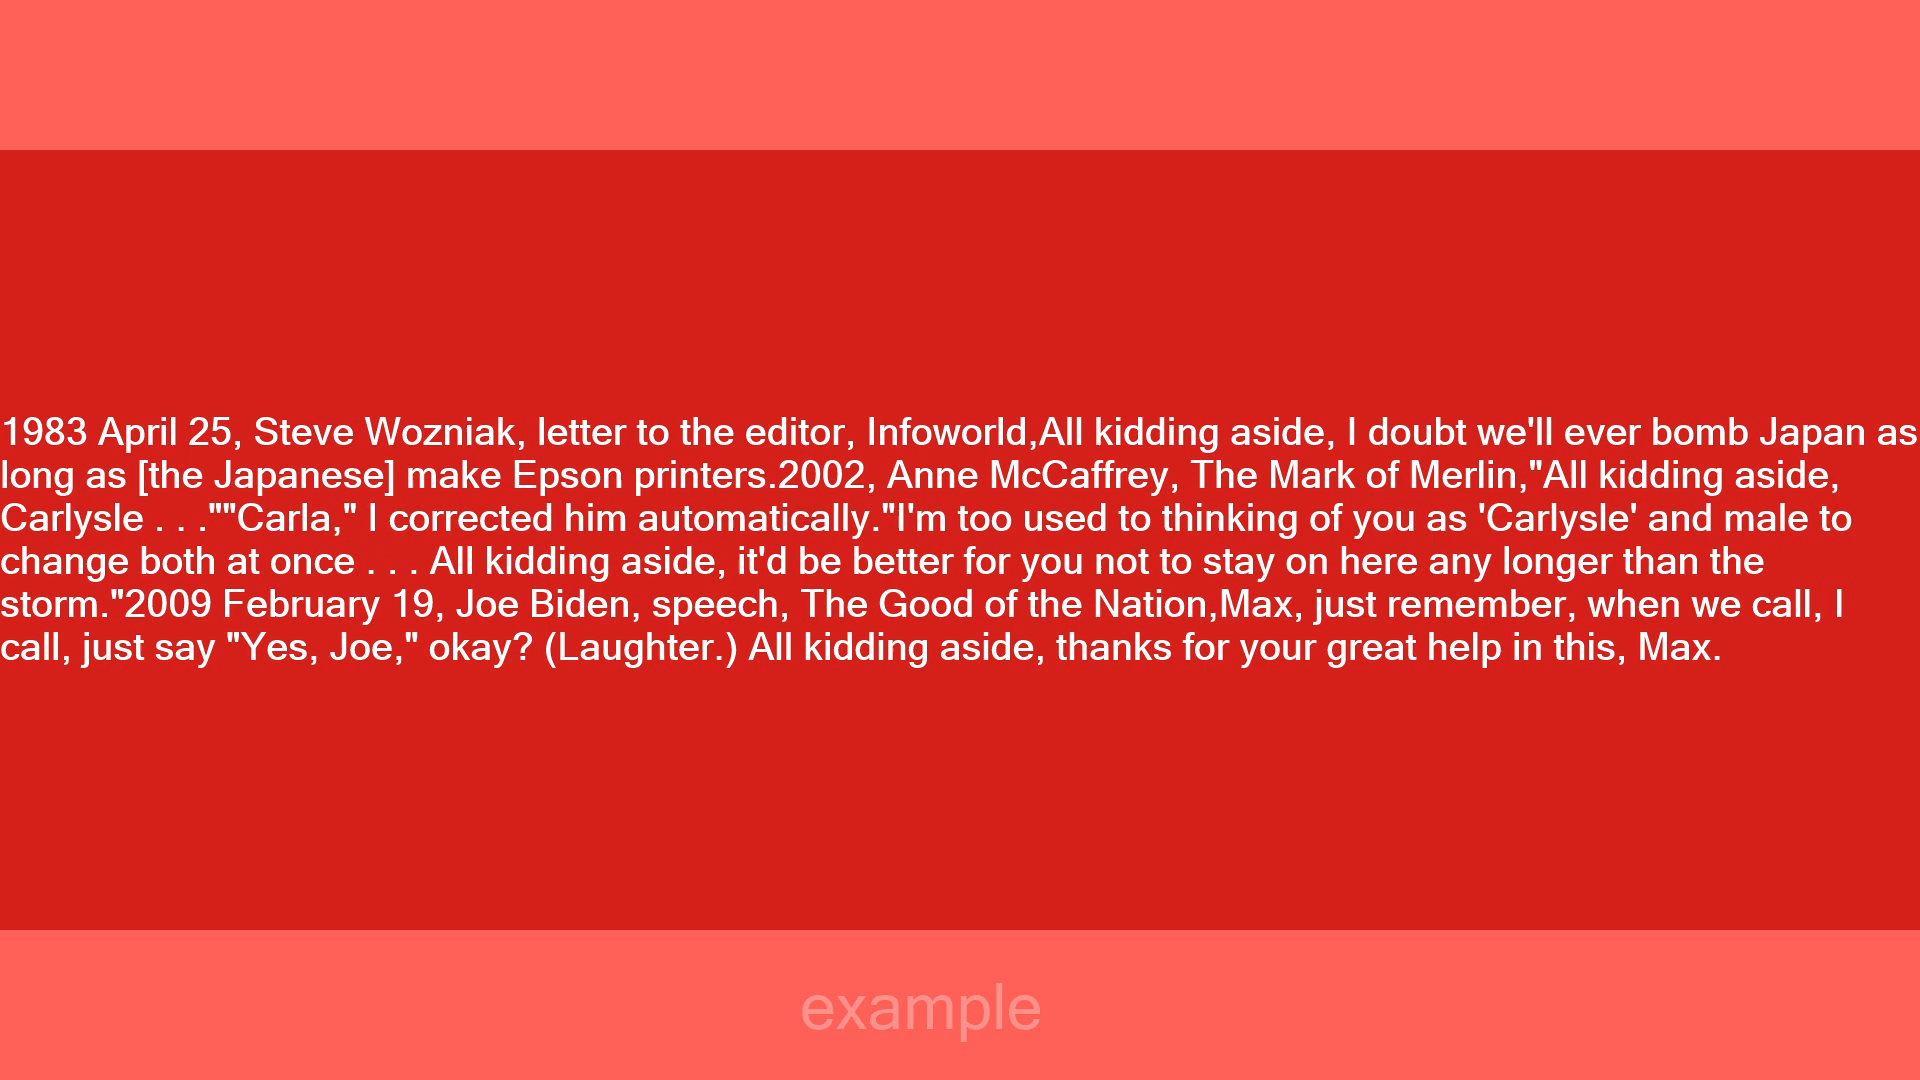 1983 April 25, Steve Wozniak, letter to the editor, Infoworld,All kidding aside, I doubt we'll ever bomb Japan as
long as [the Japanese] make Epson printers.2002, Anne McCaffrey, The Mark of Merlin,"All kidding aside,
Carlysle . . .""Carla," I corrected him automatically."I'm too used to thinking of you as 'Carlysle' and male to
change both at once . . . All kidding aside, it'd be better for you not to stay on here any longer than the
storm."2009 February 19, Joe Biden, speech, The Good of the Nation,Max, just remember, when we call, I
call, just say "Yes, Joe," okay? (Laughter.) All kidding aside, thanks for your great help in this, Max.
example